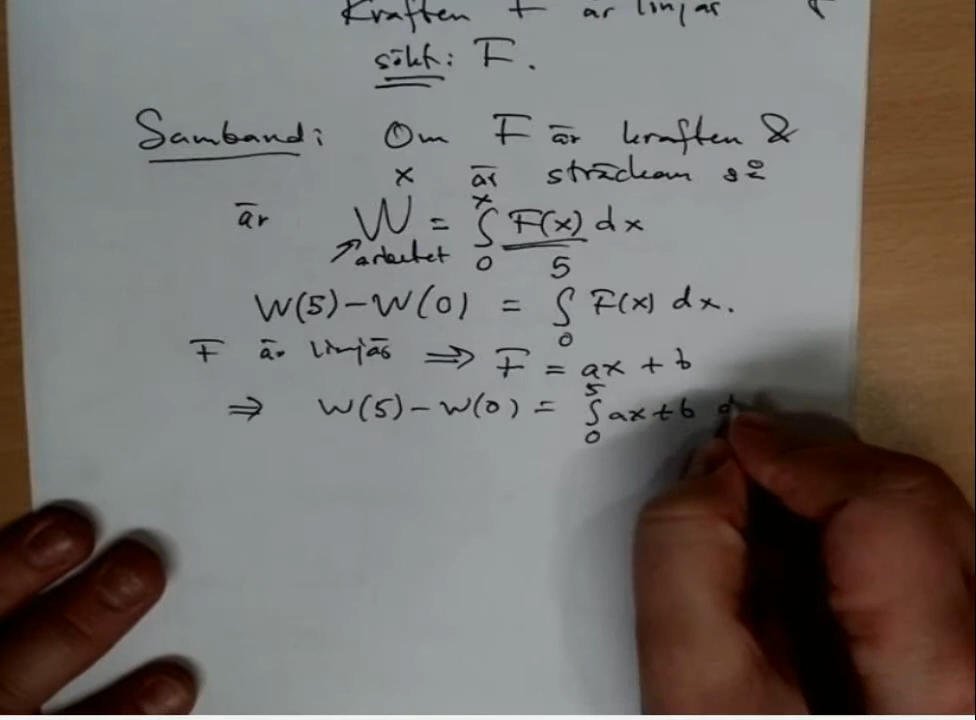 Kraften F är linjär
sökt: F.
Samband: Om F är kraften &
x är sträckan så
är W = ∫₀ˣ F(x) dx
arbetet
W(5)-W(0) = ∫₀⁵ F(x) dx.
F är linjär ⇒ F = ax + b
⇒ W(5)-W(0) = ∫₀⁵ ax+b d